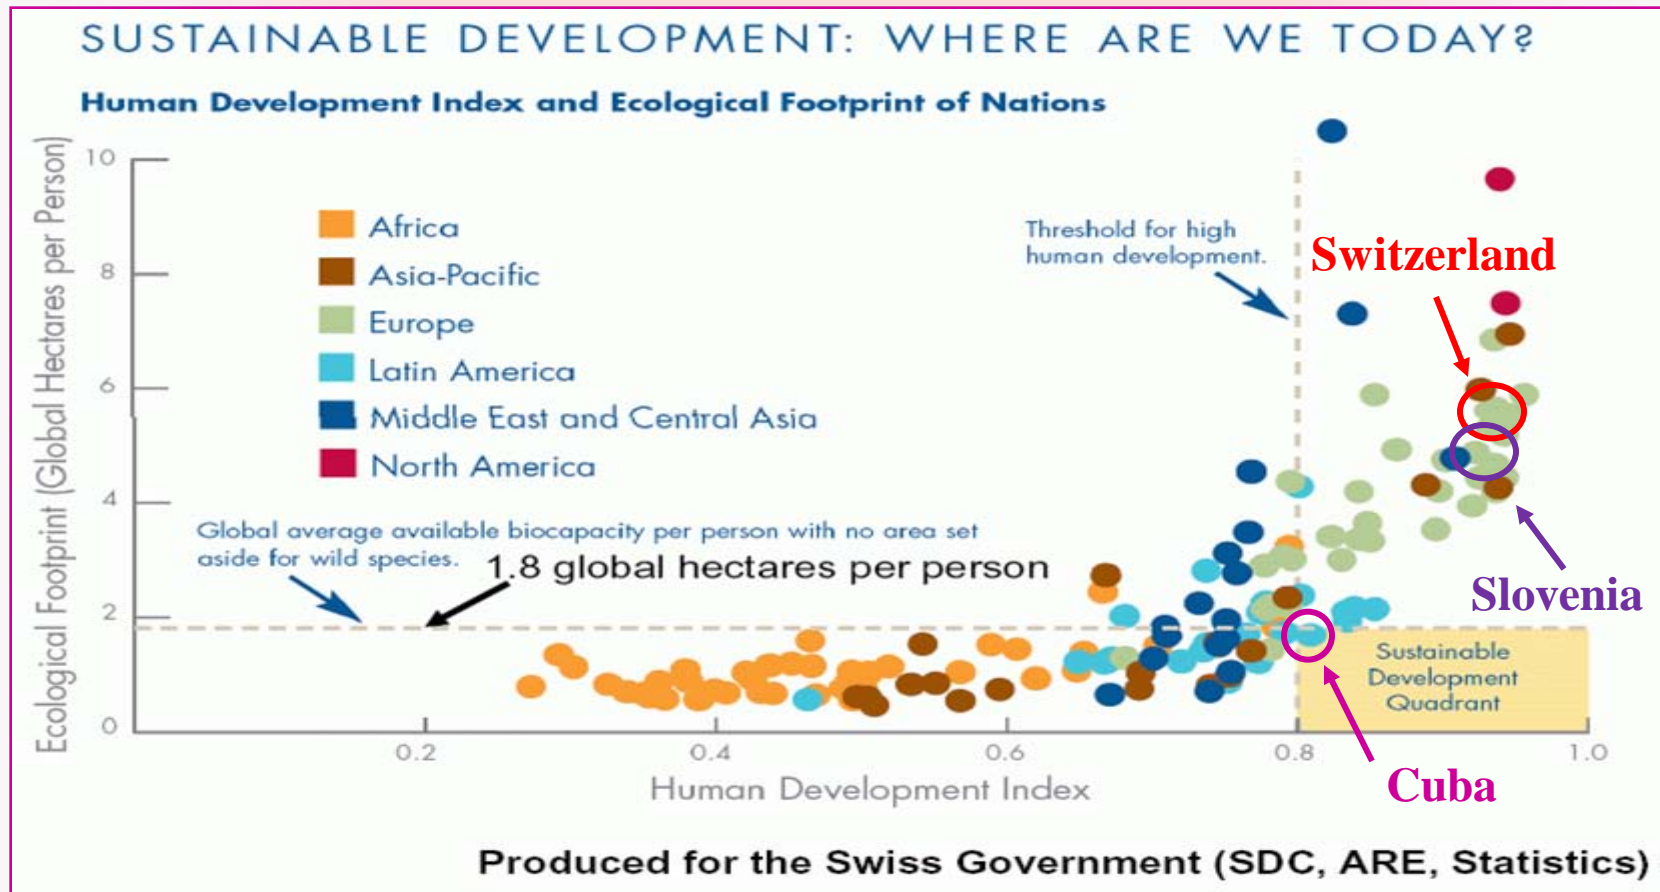 SUSTAINABLE DEVELOPMENT: WHERE ARE WE TODAY?
Human Development Index and Ecological Footprint of Nations
Ecological Footprint (Global Hectares per Person)
10
8
6
4
2
0
Africa
Asia-Pacific
Europe
Latin America
Middle East and Central Asia
North America
Threshold for high
human development.
Switzerland
Global average available biocapacity per person with no area set
aside for wild species.
1.8 global hectares per person
Slovenia
Sustainable
Development
Quadrant
Cuba
0.2
0.4
0.6
0.8
1.0
Human Development Index
Produced for the Swiss Government (SDC, ARE, Statistics)